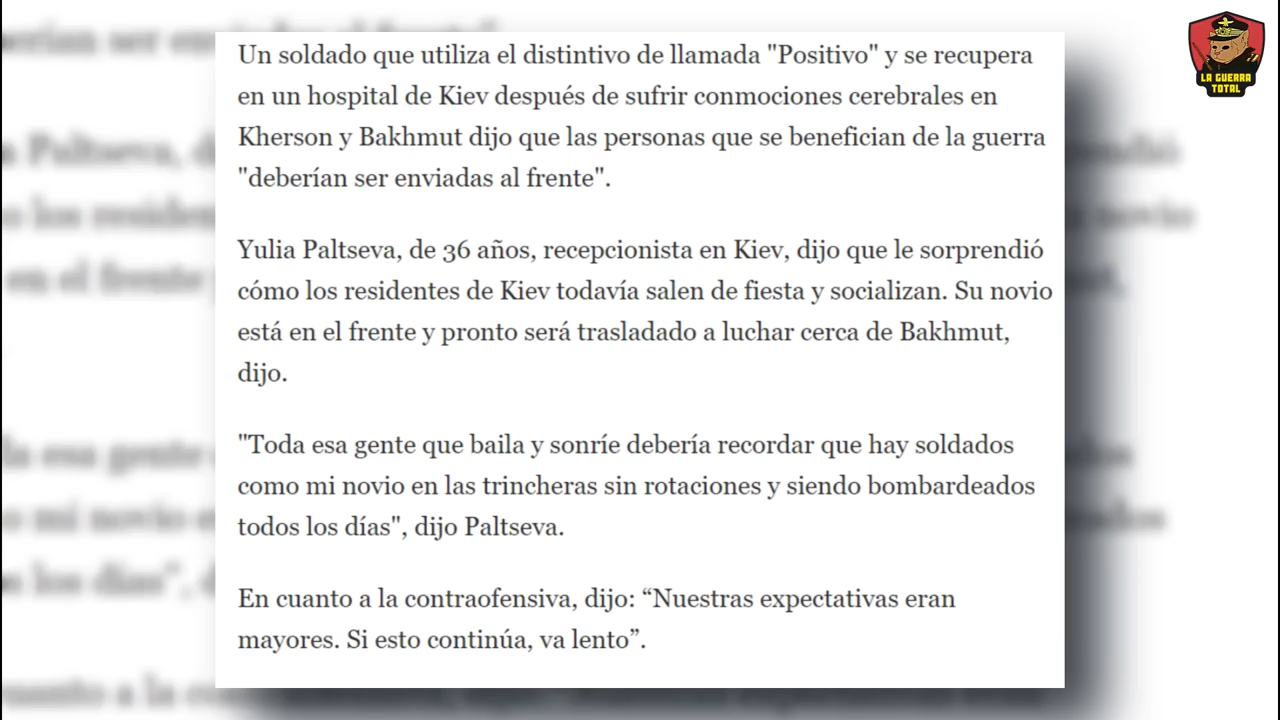 Un soldado que utiliza el distintivo de llamada "Positivo" y se recupera
en un hospital de Kiev después de sufrir conmociones cerebrales en
Kherson y Bakhmut dijo que las personas que se benefician de la guerra
"deberían ser enviadas al frente".
Yulia Paltseva, de 36 años, recepcionista en Kiev, dijo que le sorprendió
cómo los residentes de Kiev todavía salen de fiesta y socializan. Su novio
está en el frente y pronto será trasladado a luchar cerca de Bakhmut,
dijo.
"Toda esa gente que baila y sonríe debería recordar que hay soldados
como mi novio en las trincheras sin rotaciones y siendo bombardeados
todos los días", dijo Paltseva.
En cuanto a la contraofensiva, dijo: “Nuestras expectativas eran
mayores. Si esto continúa, va lento”.
LA GUERRA
TOTAL